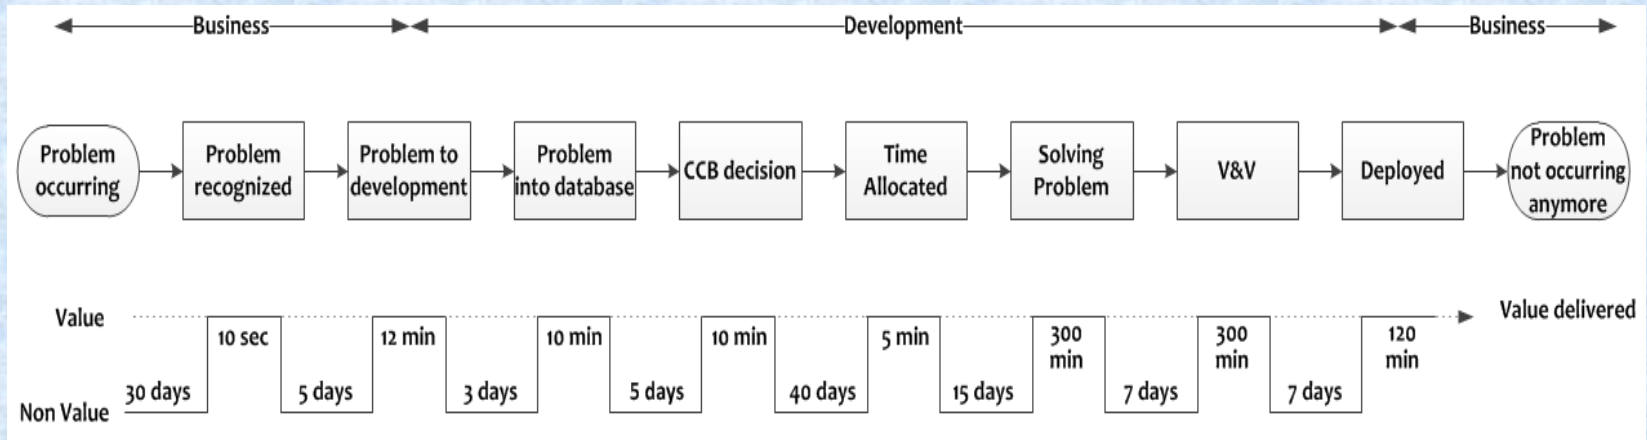 Business
Development
Business
Problem
occurring
Problem
recognized
Problem to
development
Problem
into database
CCB decision
Time
Allocated
Solving
Problem
V&V
Deployed
Problem
not occurring
anymore
Value
10 sec
12 min
10 min
10 min
5 min
300
min
300
min
120
min
Value delivered
Non Value
30 days
5 days
3 days
5 days
40 days
15 days
7 days
7 days